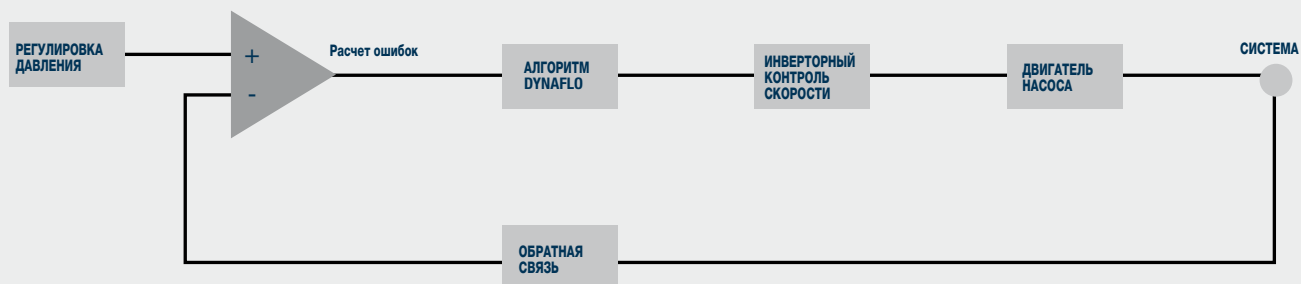 РЕГУЛИРОВКА
ДАВЛЕНИЯ
+
-
Расчет ошибок
АЛГОРИТМ
DYNAFLO
ИНВЕРТОРНЫЙ
КОНТРОЛЬ
СКОРОСТИ
ДВИГАТЕЛЬ
НАСОСА
СИСТЕМА
ОБРАТНАЯ
СВЯЗЬ